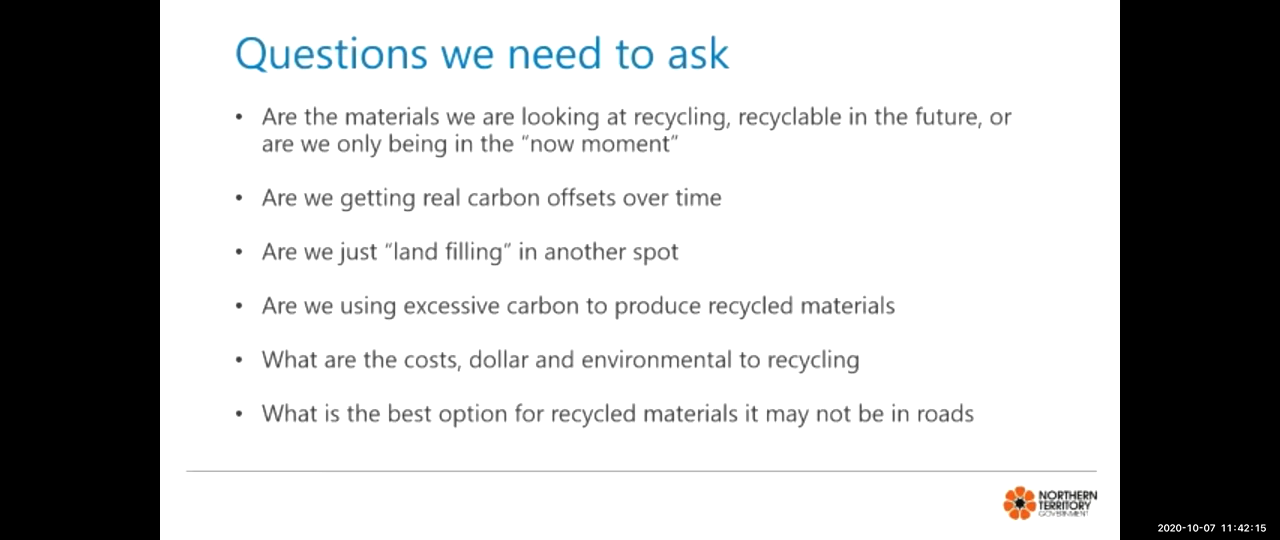 Questions we need to ask
• Are the materials we are looking at recycling, recyclable in the future, or
are we only being in the “now moment”
• Are we getting real carbon offsets over time
• Are we just “land filling” in another spot
• Are we using excessive carbon to produce recycled materials
• What are the costs, dollar and environmental to recycling
• What is the best option for recycled materials it may not be in roads
NORTHERN
TERRITORY
GOVERNMENT
2020-10-07 11:42:15